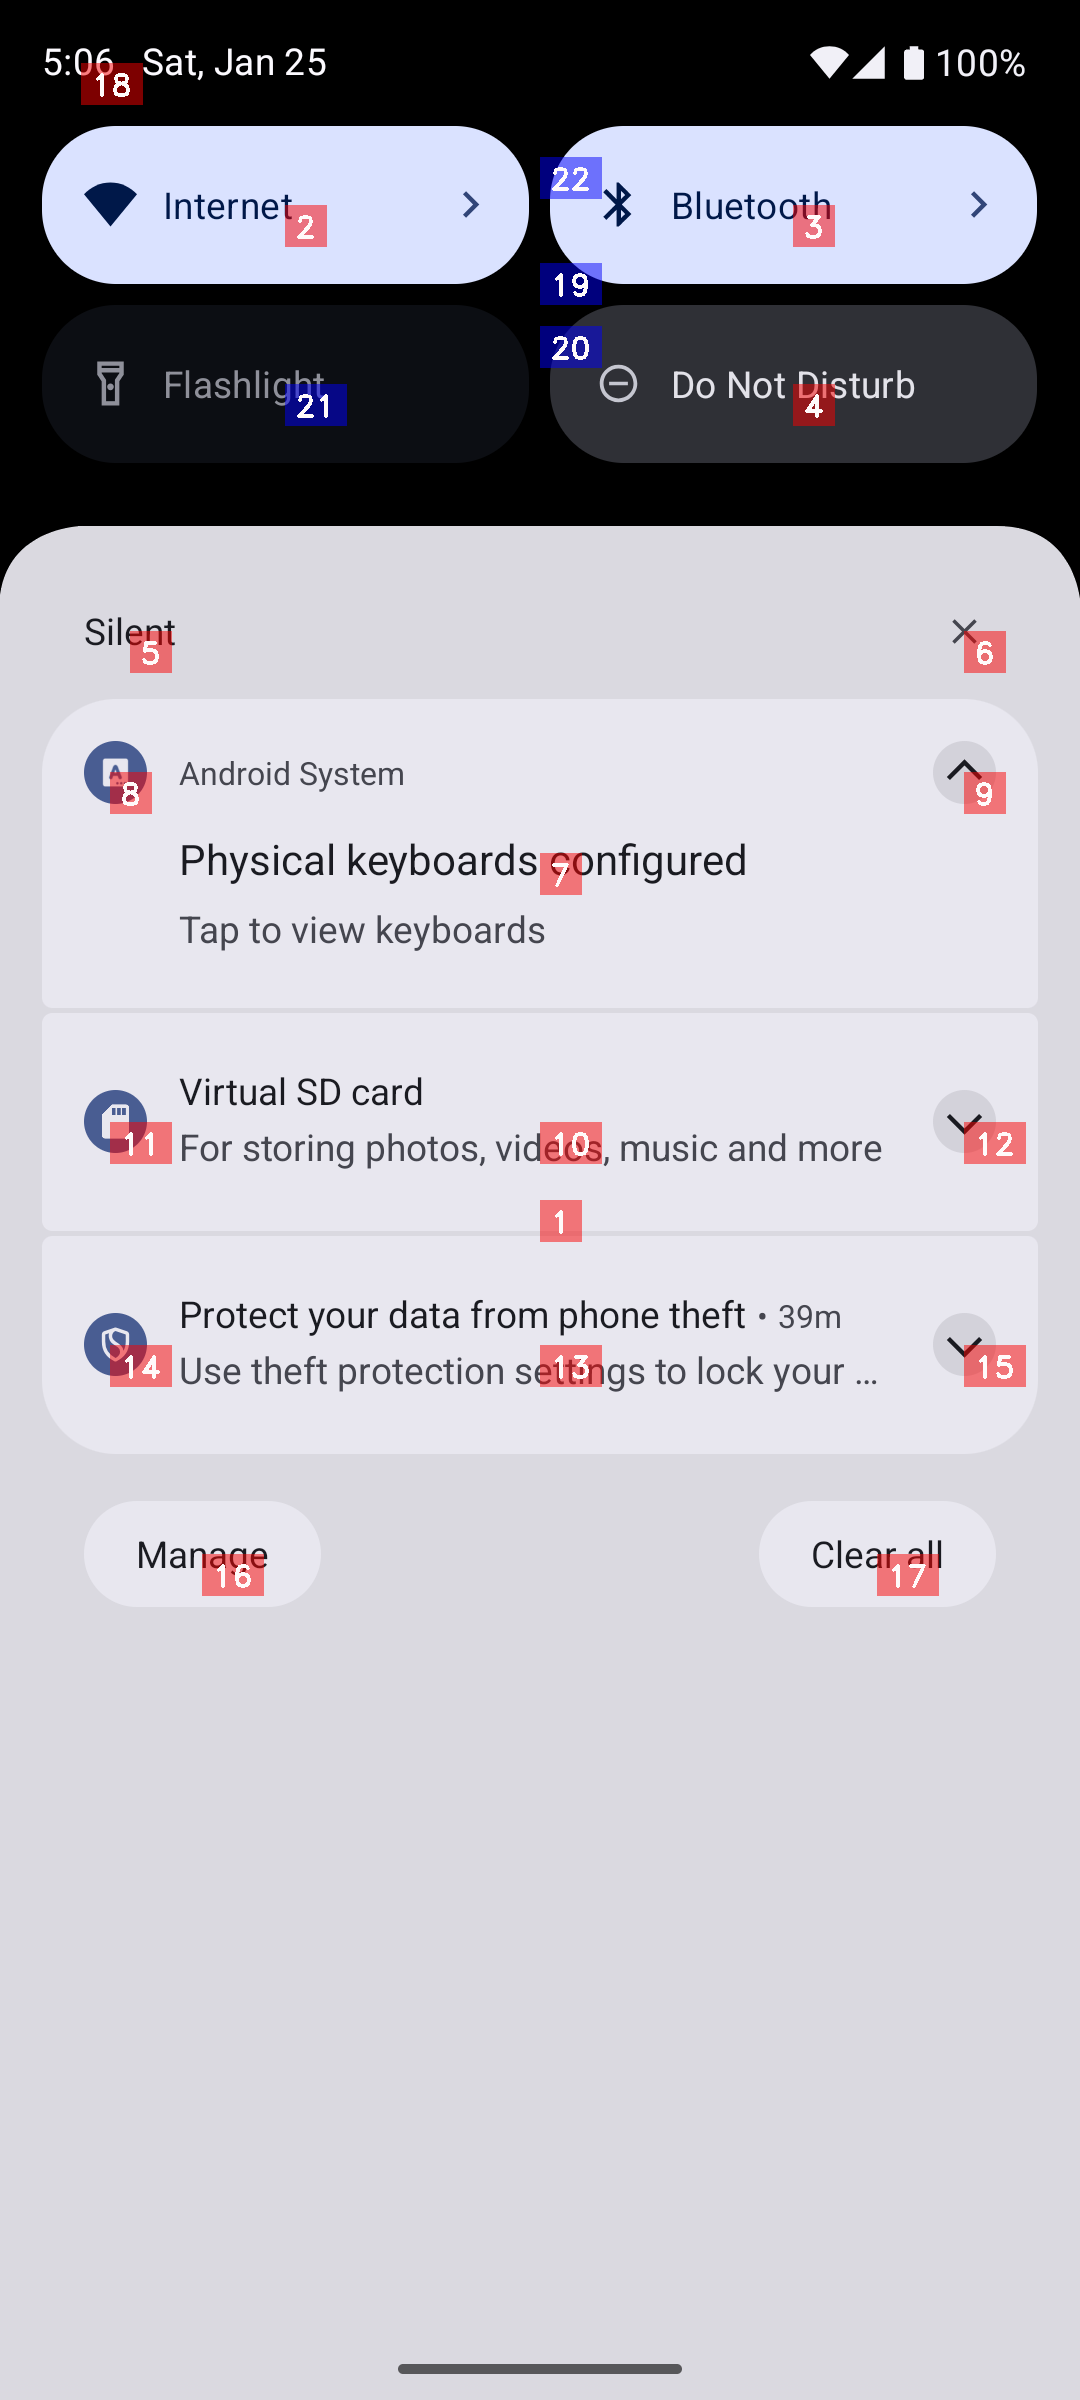 5:06 Sat, Jan 25
100%
18
Internet
2
22
Bluetooth
3
19
20
Flashlight
21
Do Not Disturb
4
Silent
5
6
8
Android System
9
Physical keyboards configured
7
Tap to view keyboards
Virtual SD card
11
For storing photos, videos, music and more
10
12
1
Protect your data from phone theft • 39m
14
Use theft protection settings to lock your …
13
15
Manage
16
Clear all
17